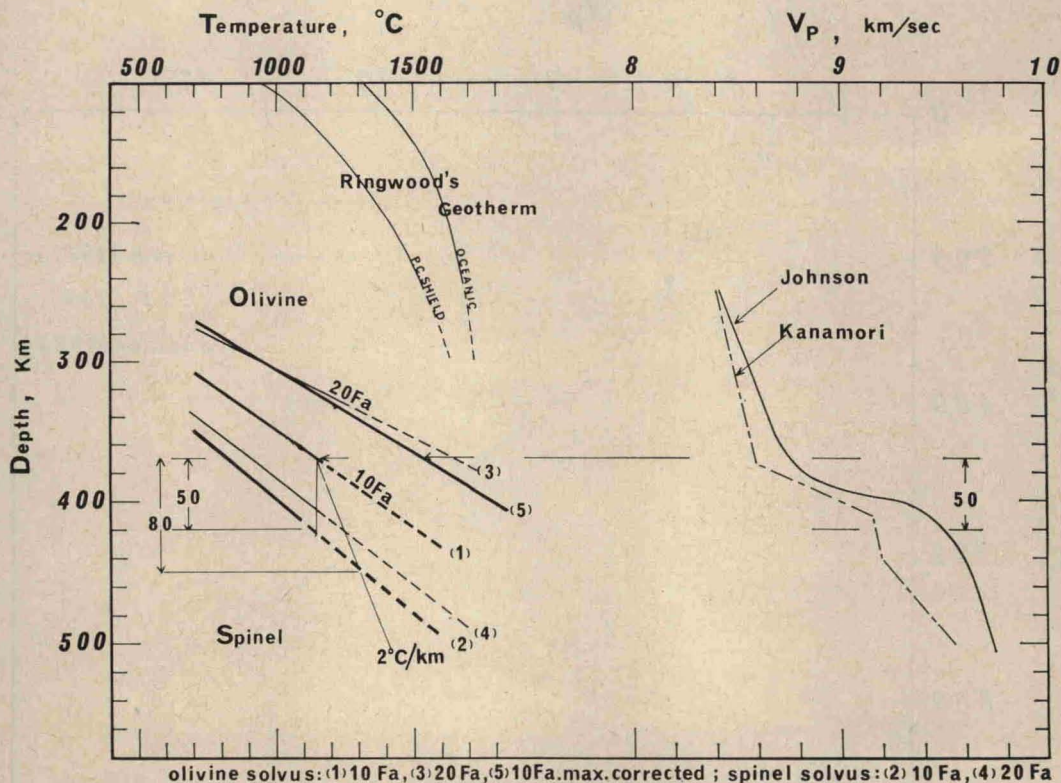 Temperature, °C
V_P, km/sec
500 1000 1500 8 9 10
Ringwood's
Geotherm
200
P.C. SHIELD
OCEANIC
Johnson
Olivine
Kanamori
300
20Fa
Depth, Km
(3)
50
80
10Fa
400
(5)
50
(1)
Spinel
(4)
(2)
500
2°C/km
olivine solvus:(1)10 Fa,(3)20Fa,(5)10Fa.max.corrected ; spinel solvus:(2)10 Fa,(4)20 Fa